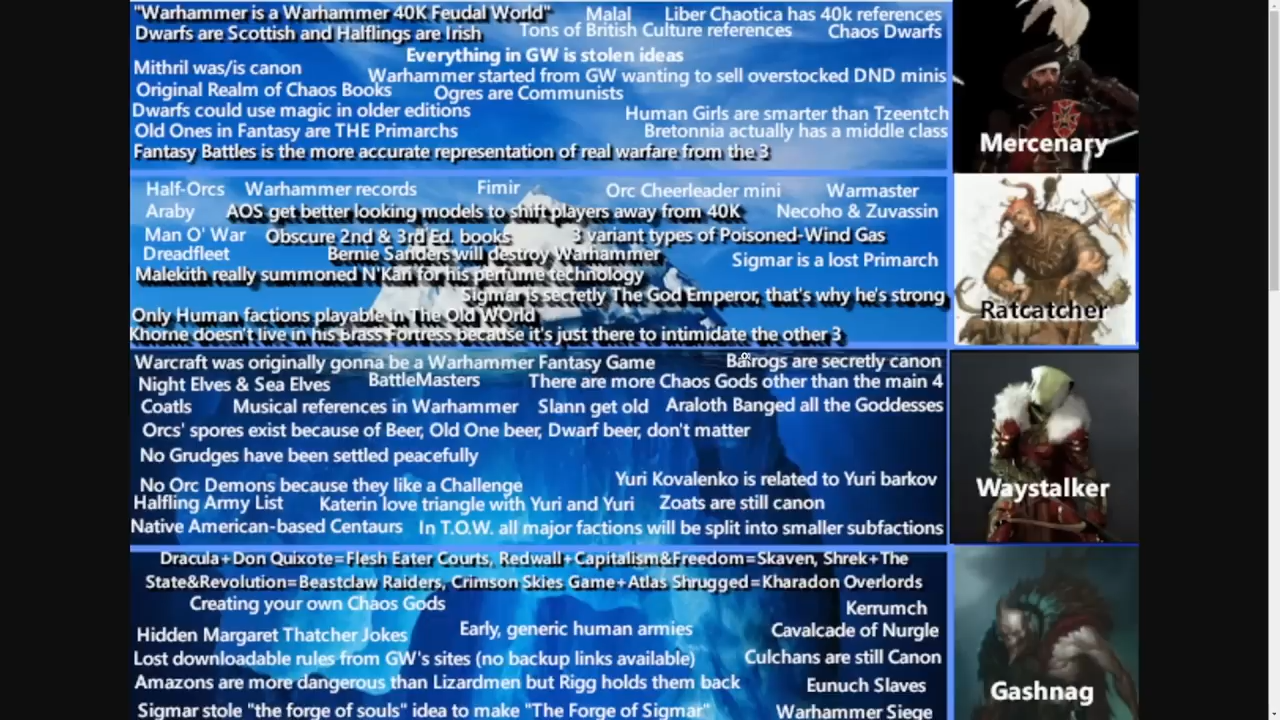 "Warhammer is a Warhammer 40K Feudal World" Malal Liber Chaotica has 40k references
Dwarfs are Scottish and Halflings are Irish Tons of British Culture references Chaos Dwarfs
Everything in GW is stolen ideas
Mithril was/is canon Warhammer started from GW wanting to sell overstocked DND minis
Original Realm of Chaos Books Ogres are Communists
Dwarfs could use magic in older editions Human Girls are smarter than Tzeentch
Old Ones in Fantasy are THE Primarchs Bretonnia actually has a middle class
Mercenary
Fantasy Battles is the more accurate representation of real warfare from the 3
Half-Orcs Warhammer records Fimir Orc Cheerleader mini Warmaster
Araby AOS get better looking models to shift players away from 40K Necoho & Zuvassin
Man O' War Obscure 2nd & 3rd Ed. books 3 variant types of Poisoned-Wind Gas
Dreadfleet Bernie Sanders will destroy Warhammer Sigmar is a lost Primarch
Malekith really summoned N'Kari for his perfume technology
Sigmar is secretly The God Emperor, that's why he's strong
Ratcatcher
Only Human factions playable in The Old WOrld
Khorne doesn't live in his Brass Fortress because it's just there to intimidate the other 3
Warcraft was originally gonna be a Warhammer Fantasy Game Balrogs are secretly canon
Night Elves & Sea Elves BattleMasters There are more Chaos Gods other than the main 4
Coatls Musical references in Warhammer Slann get old Araloth Banged all the Goddesses
Orcs' spores exist because of Beer, Old One beer, Dwarf beer, don't matter
No Grudges have been settled peacefully
No Orc Demons because they like a Challenge Yuri Kovalenko is related to Yuri barkov
Waystalker
Halfling Army List Katerin love triangle with Yuri and Yuri Zoats are still canon
Native American-based Centaurs In T.O.W. all major factions will be split into smaller subfactions
Dracula+Don Quixote=Flesh Eater Courts, Redwall+Capitalism&Freedom=Skaven, Shrek+The
State&Revolution=Beastclaw Raiders, Crimson Skies Game+Atlas Shrugged=Kharadon Overlords
Creating your own Chaos Gods Kerrumch
Hidden Margaret Thatcher Jokes Early, generic human armies Cavalcade of Nurgle
Lost downloadable rules from GW's sites (no backup links available) Culchans are still Canon
Amazons are more dangerous than Lizardmen but Rigg holds them back Eunuch Slaves
Gashnag
Sigmar stole "the forge of souls" idea to make "The Forge of Sigmar" Warhammer Siege